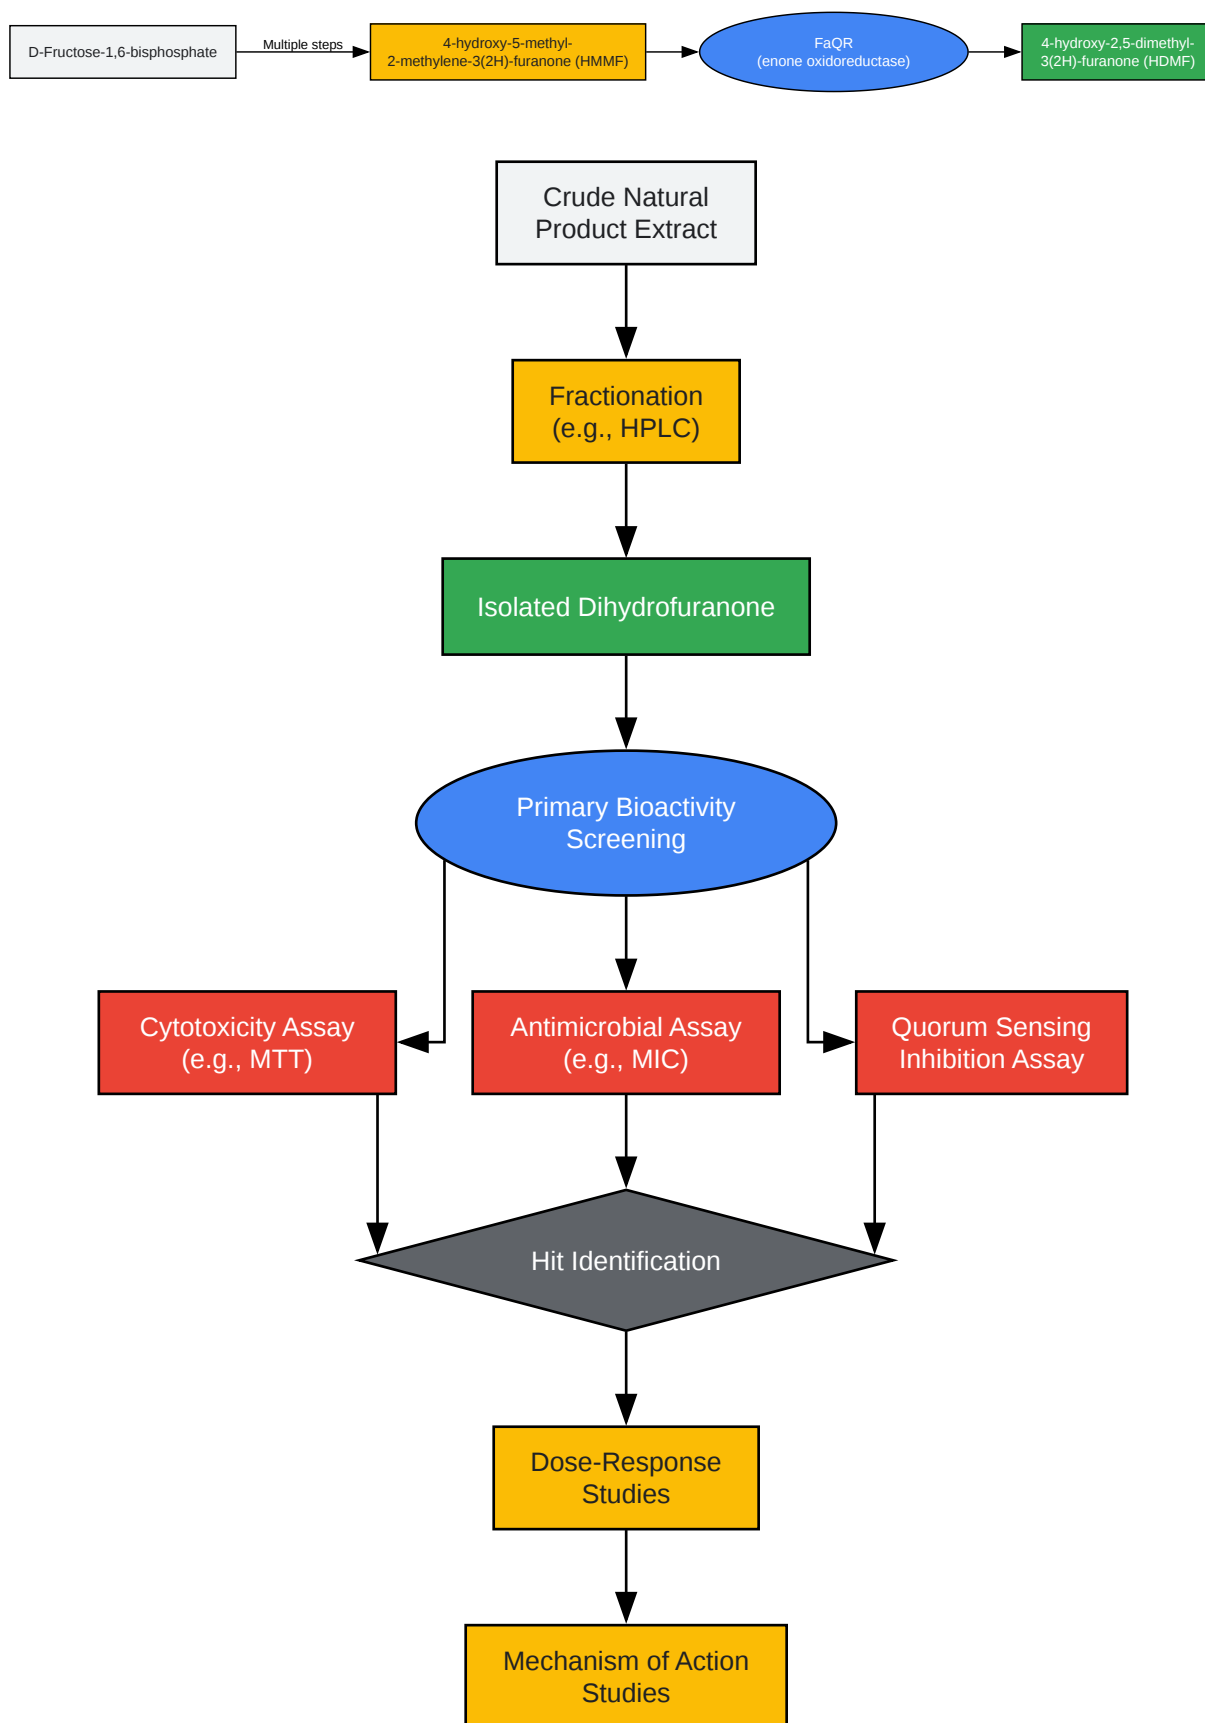 D-Fructose-1,6-bisphosphate
Multiple steps
4-hydroxy-5-methyl-
2-methylene-3(2H)-furanone (HMMF)
FaQR
(enone oxidoreductase)
4-hydroxy-2,5-dimethyl-
3(2H)-furanone (HDMF)
Crude Natural
Product Extract
Fractionation
(e.g., HPLC)
Isolated Dihydrofuranone
Primary Bioactivity
Screening
Cytotoxicity Assay
(e.g., MTT)
Antimicrobial Assay
(e.g., MIC)
Quorum Sensing
Inhibition Assay
Hit Identification
Dose-Response
Studies
Mechanism of Action
Studies